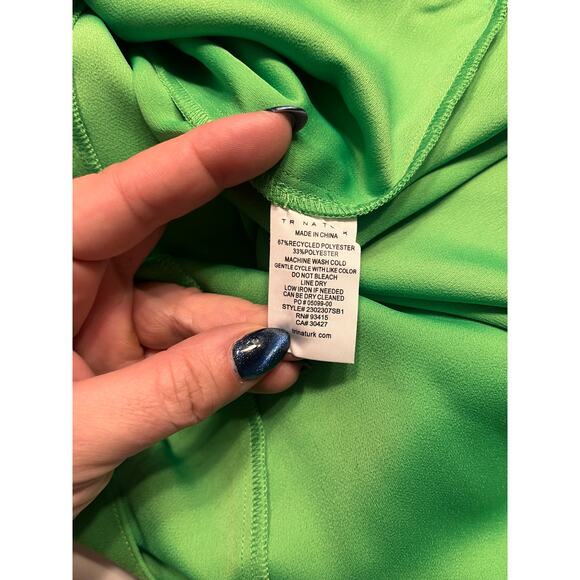 TRINA TURK
MADE IN CHINA
67%RECYCLED POLYESTER
33%POLYESTER
MACHINE WASH COLD
GENTLE CYCLE WITH LIKE COLOR
DO NOT BLEACH
LINE DRY
LOW IRON IF NEEDED
CAN BE DRY CLEANED
PO # 05099-00
STYLE# 2302307SB1
RN# 93415
CA# 30427
trinaturk com